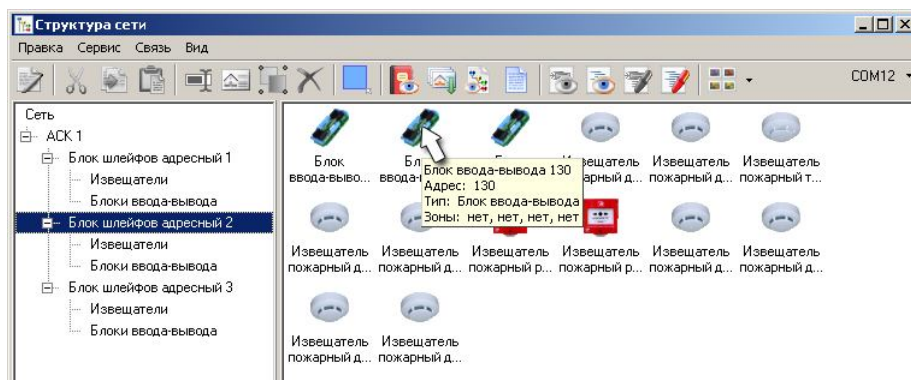 Структура сети
Правка Сервис Связь Вид
COM12
Сеть
АСК 1
Блок шлейфов адресный 1
Извещатели
Блоки ввода-вывода
Блок шлейфов адресный 2
Извещатели
Блоки ввода-вывода
Блок шлейфов адресный 3
Извещатели
Блоки ввода-вывода
Блок
ввода-выво...
Блок ввода-вывода 130
Адрес: 130
Тип: Блок ввода-вывода
Зоны: нет, нет, нет, нет
Извещатель Извещатель
пожарный д... пожарный т...
Извещатель Извещатель Извещатель Извещатель Извещатель Извещатель
пожарный д... пожарный д... пожарный р... пожарный р... пожарный д... пожарный д...
Извещатель Извещатель
пожарный д... пожарный д...